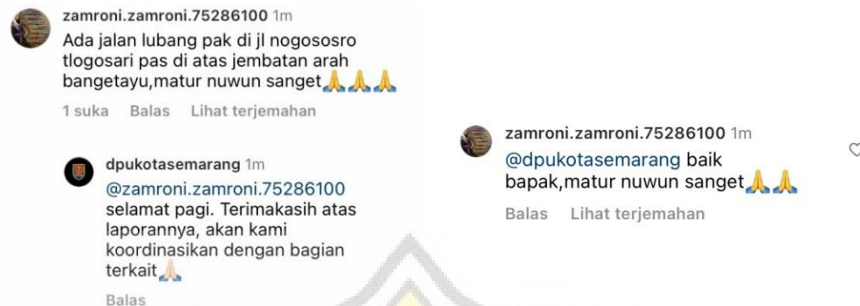 zamroni.zamroni.75286100 1m
Ada jalan lubang pak di jl nogososro
tlogosari pas di atas jembatan arah
bangetayu,matur nuwun sanget🙏🙏🙏
1 suka Balas Lihat terjemahan
dpukotasemarang 1m
@zamroni.zamroni.75286100
selamat pagi. Terimakasih atas
laporannya, akan kami
koordinasikan dengan bagian
terkait🙏🏻
Balas
zamroni.zamroni.75286100 1m
@dpukotasemarang baik
bapak,matur nuwun sanget🙏🙏
Balas Lihat terjemahan